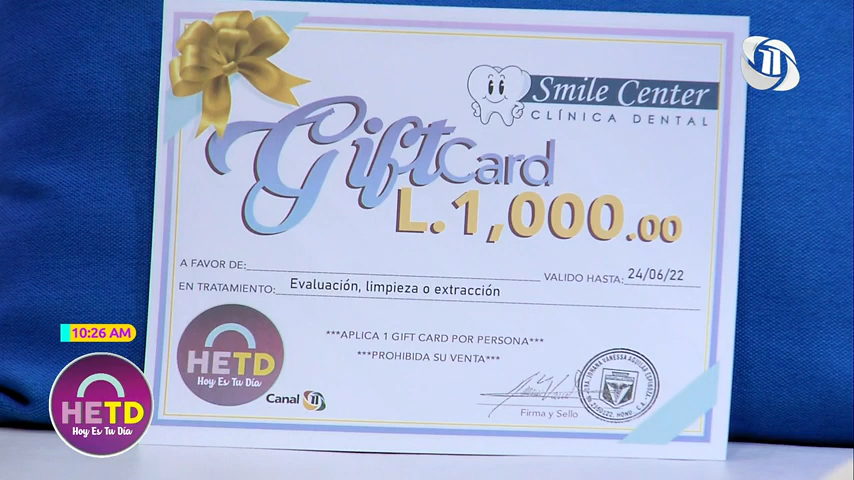 11
Smile Center
CLÍNICA DENTAL
GiftCard
L.1,000.00
A FAVOR DE:
VALIDO HASTA: 24/06/22
EN TRATAMIENTO: Evaluación, limpieza o extracción
***APLICA 1 GIFT CARD POR PERSONA***
***PROHIBIDA SU VENTA***
HETD
Hoy Es Tu Día
Canal 11
Firma y Sello
10:26 AM
HETD
Hoy Es Tu Día